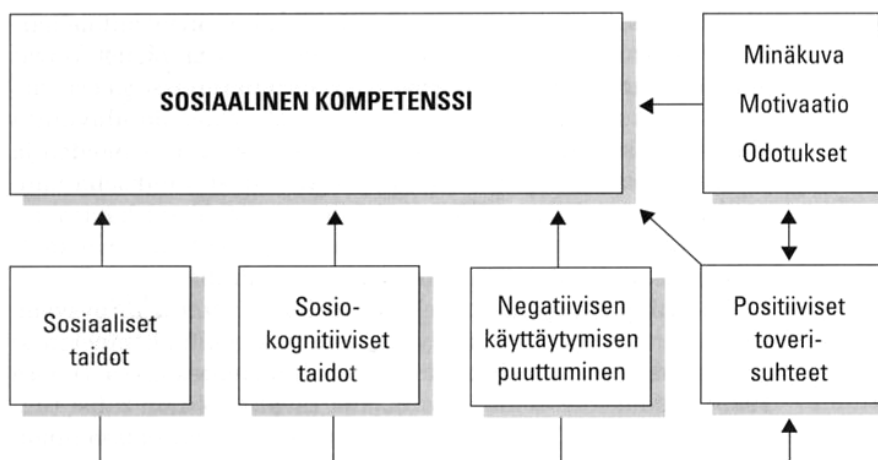 SOSIAALINEN KOMPETENSSI
Minäkuva
Motivaatio
Odotukset
Sosiaaliset
taidot
Sosio-
kognitiiviset
taidot
Negatiivisen
käyttäytymisen
puuttuminen
Positiiviset
toveri-
suhteet